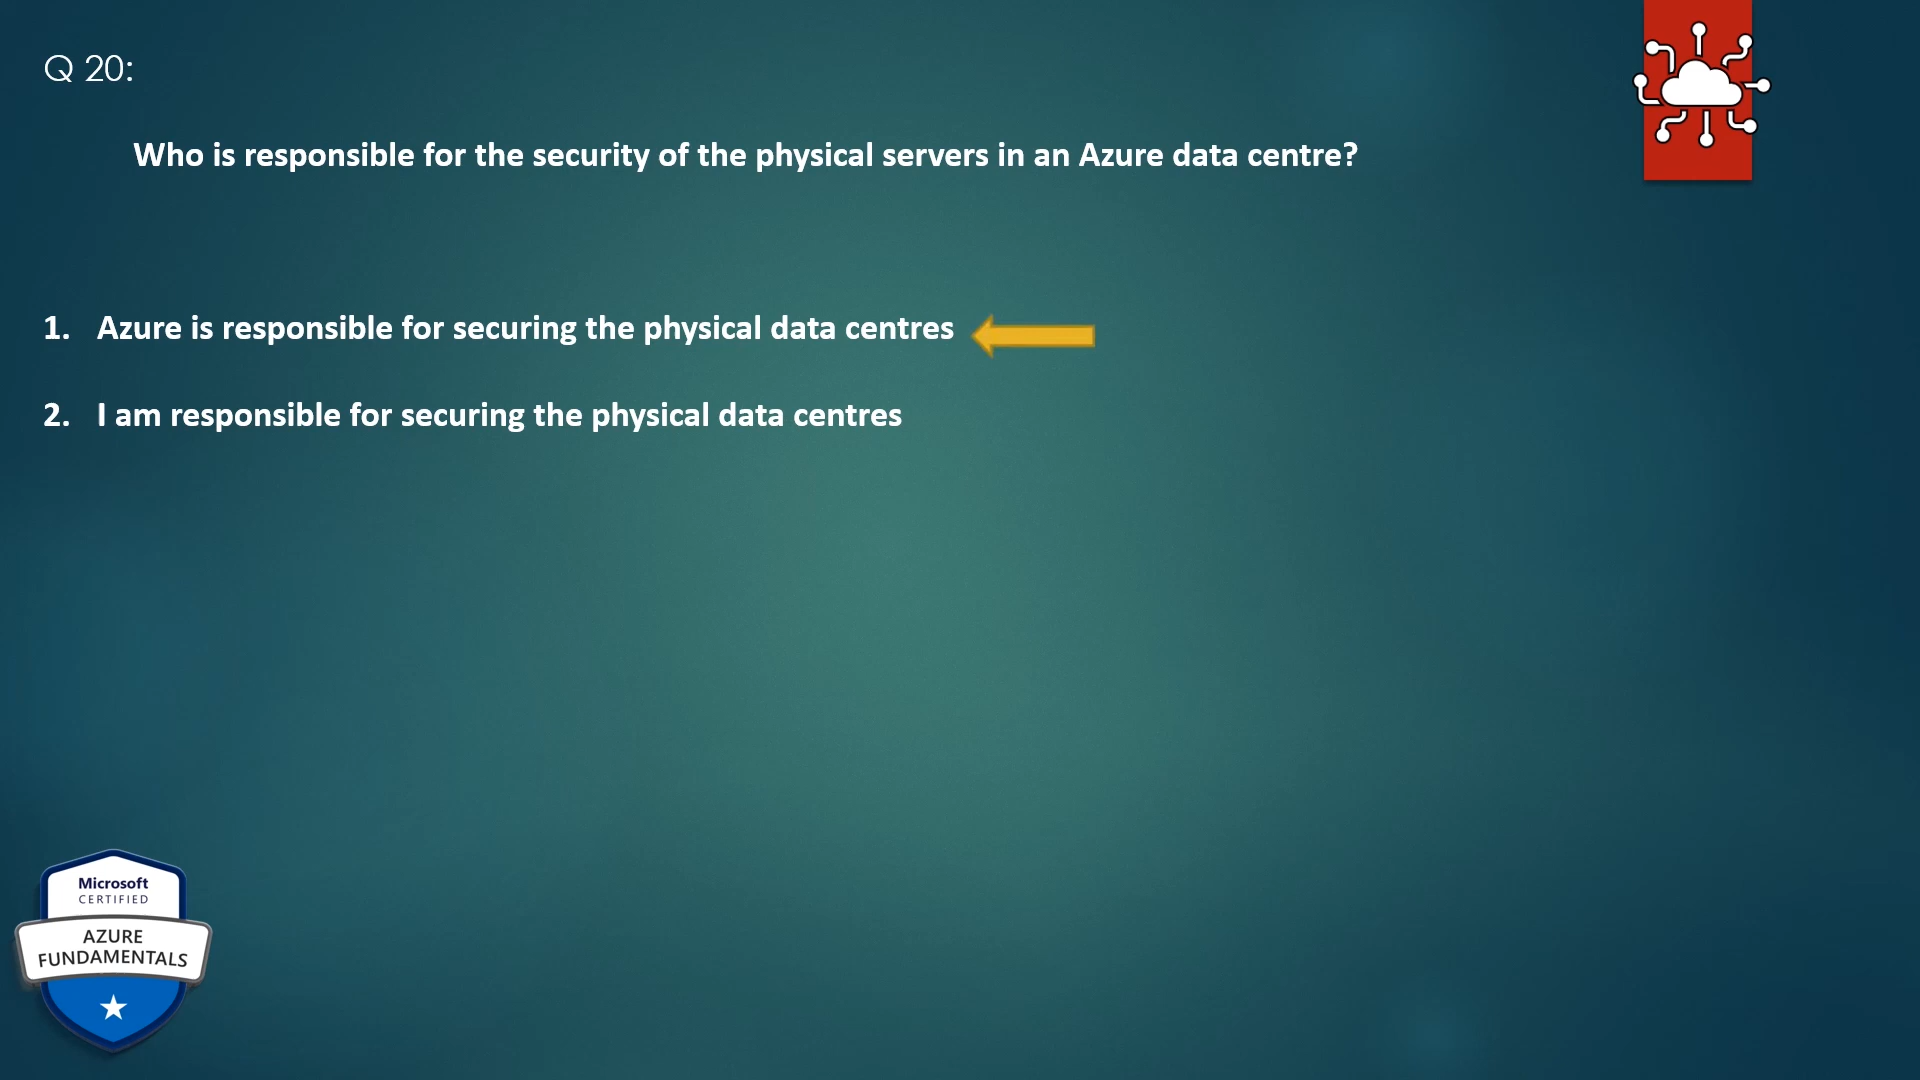 Q 20:
Who is responsible for the security of the physical servers in an Azure data centre?
1. Azure is responsible for securing the physical data centres
2. I am responsible for securing the physical data centres
Microsoft
CERTIFIED
AZURE
FUNDAMENTALS